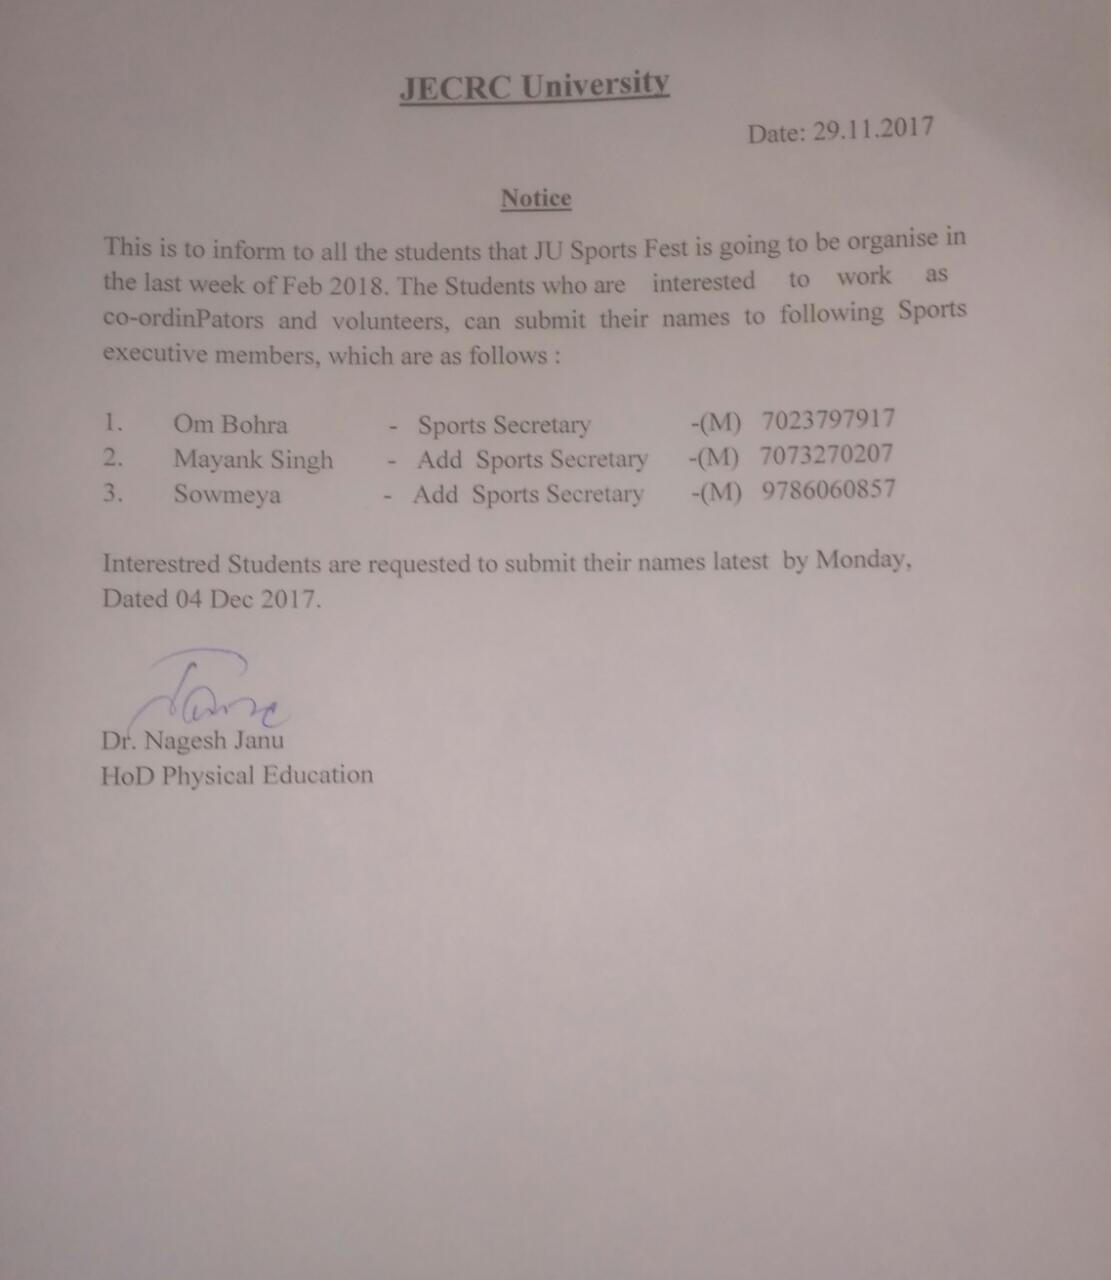 JECRC University
Date: 29.11.2017
Notice
This is to inform to all the students that JU Sports Fest is going to be organise in
the last week of Feb 2018. The Students who are interested to work as
co-ordinPators and volunteers, can submit their names to following Sports
executive members, which are as follows :
1. Om Bohra - Sports Secretary -(M) 7023797917
2. Mayank Singh - Add Sports Secretary -(M) 7073270207
3. Sowmeya - Add Sports Secretary -(M) 9786060857
Interestred Students are requested to submit their names latest by Monday,
Dated 04 Dec 2017.
Dr. Nagesh Janu
HoD Physical Education